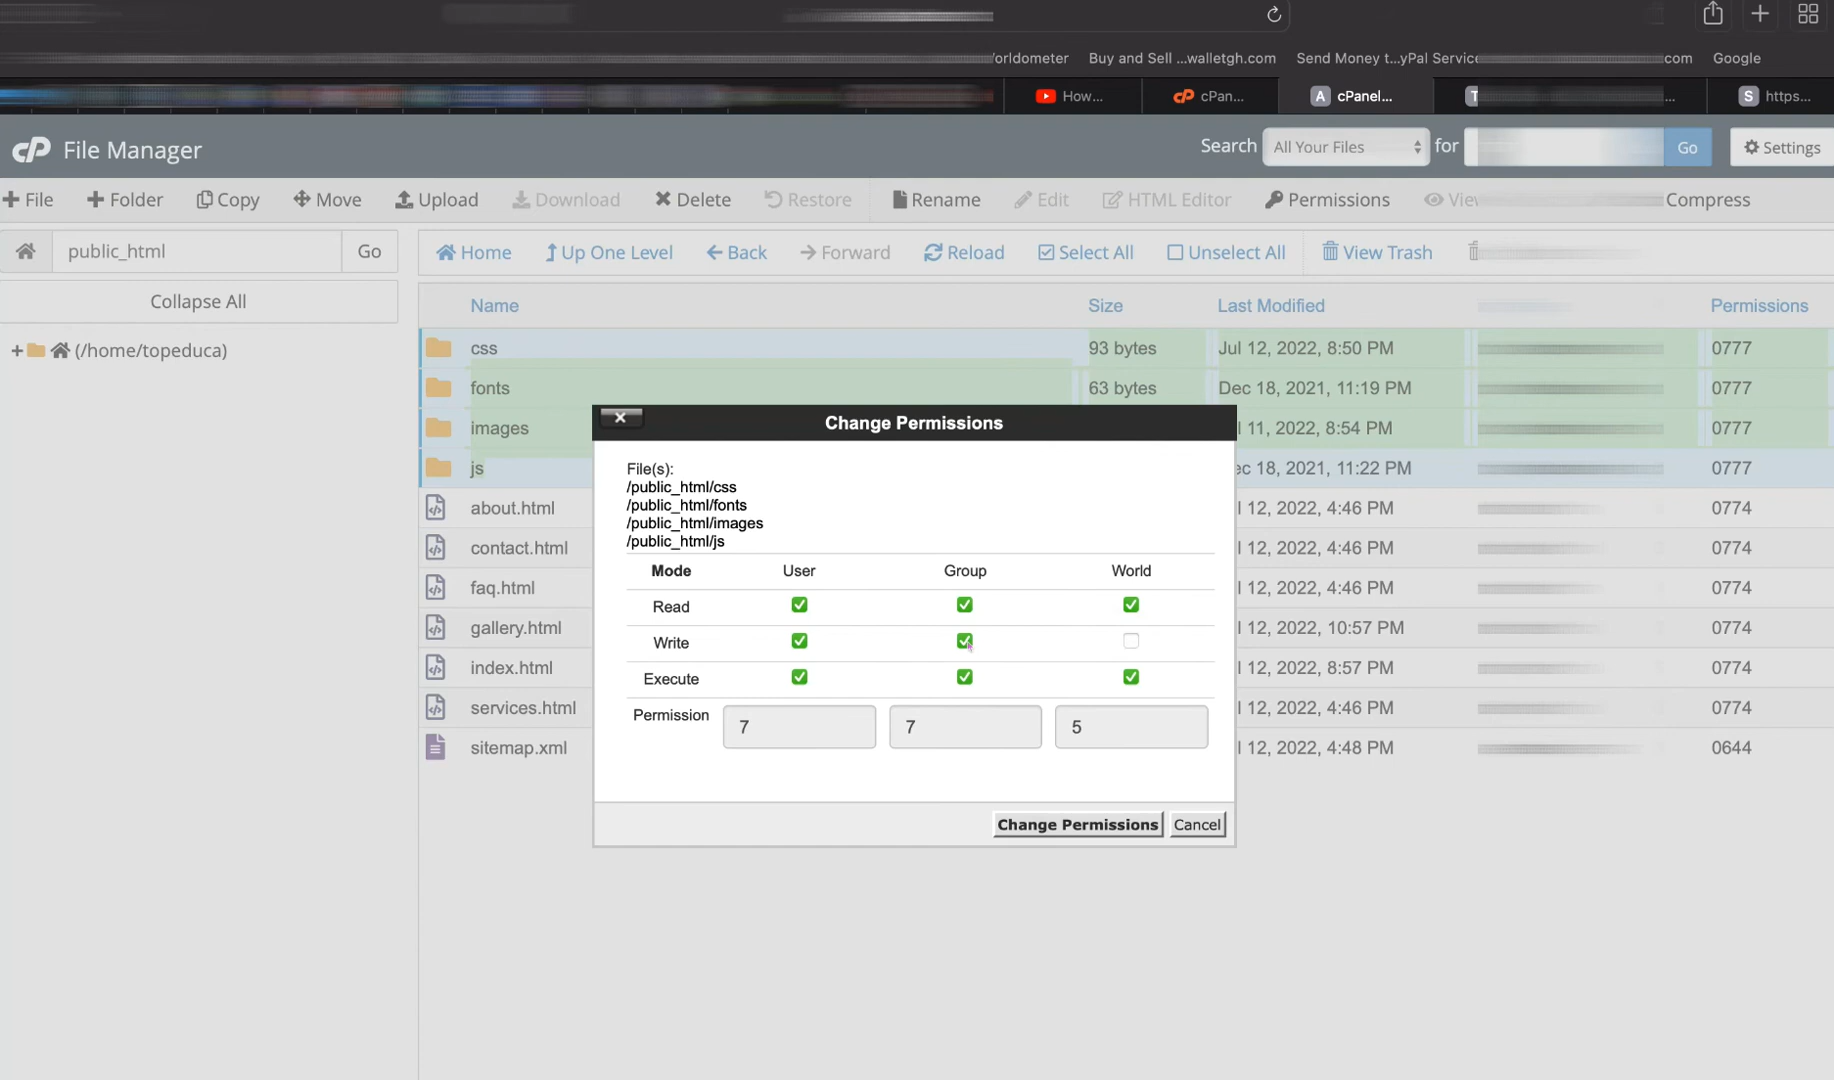 orldometer Buy and Sell ...walletgh.com Send Money t...yPal Service com Google
How... cPan... cPanel... T ... S https...
cP File Manager Search All Your Files for Go Settings
File Folder Copy Move Upload Download Delete Restore Rename Edit HTML Editor Permissions Compress
public_html Go Home Up One Level Back Forward Reload Select All Unselect All View Trash
Collapse All
Name Size Last Modified Permissions
(/home/topeduca)
css 93 bytes Jul 12, 2022, 8:50 PM 0777
fonts 63 bytes Dec 18, 2021, 11:19 PM 0777
images l 11, 2022, 8:54 PM 0777
js ec 18, 2021, 11:22 PM 0777
about.html l 12, 2022, 4:46 PM 0774
contact.html l 12, 2022, 4:46 PM 0774
faq.html l 12, 2022, 4:46 PM 0774
gallery.html l 12, 2022, 10:57 PM 0774
index.html l 12, 2022, 8:57 PM 0774
services.html l 12, 2022, 4:46 PM 0774
sitemap.xml l 12, 2022, 4:48 PM 0644
Change Permissions
File(s):
/public_html/css
/public_html/fonts
/public_html/images
/public_html/js
Mode User Group World
Read
Write
Execute
Permission 7 7 5
Change Permissions Cancel